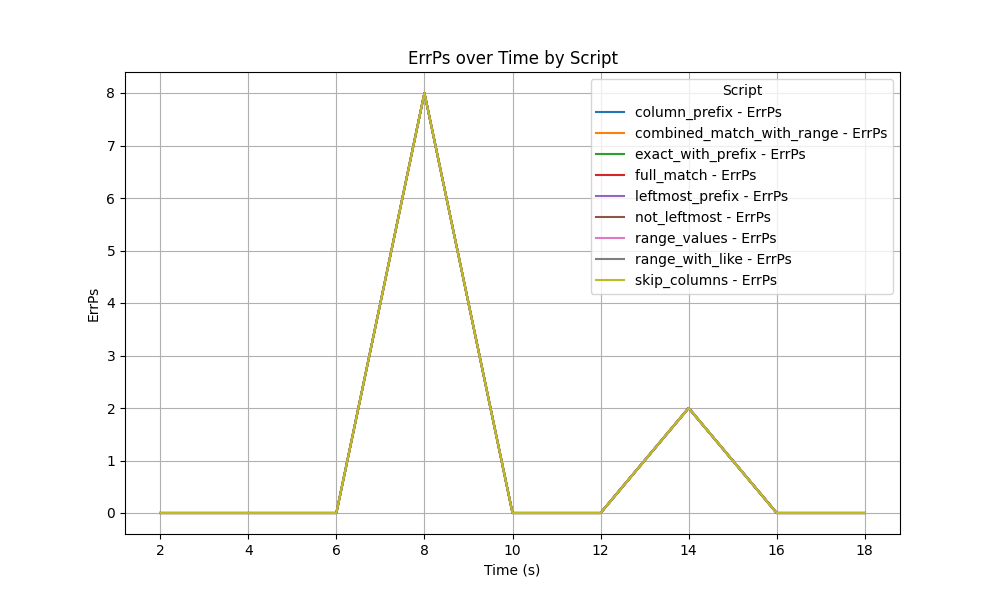 ErrPs over Time by Script
8
7
6
5
4
3
2
1
0
ErrPs
Script
column_prefix - ErrPs
combined_match_with_range - ErrPs
exact_with_prefix - ErrPs
full_match - ErrPs
leftmost_prefix - ErrPs
not_leftmost - ErrPs
range_values - ErrPs
range_with_like - ErrPs
skip_columns - ErrPs
2 4 6 8 10 12 14 16 18
Time (s)